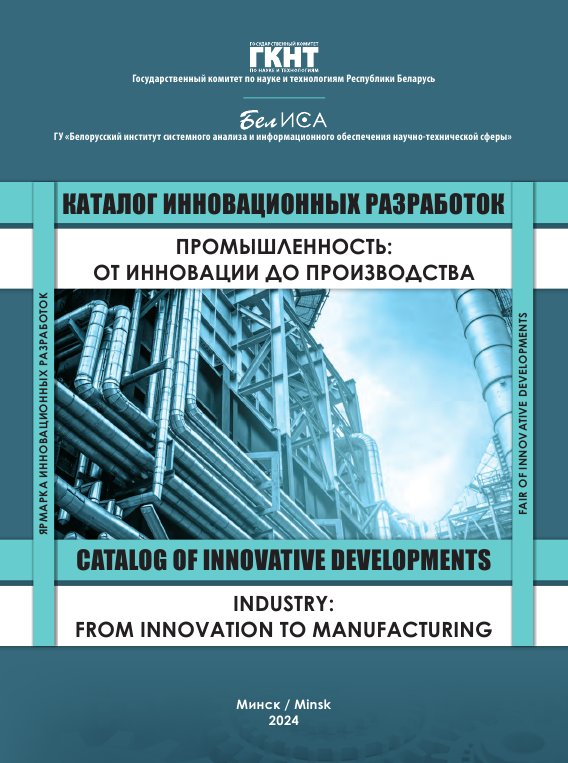 ГОСУДАРСТВЕННЫЙ КОМИТЕТ
ГКНТ
ПО НАУКЕ И ТЕХНОЛОГИЯМ
Государственный комитет по науке и технологиям Республики Беларусь
БелИСА
ГУ «Белорусский институт системного анализа и информационного обеспечения научно-технической сферы»
КАТАЛОГ ИННОВАЦИОННЫХ РАЗРАБОТОК
ПРОМЫШЛЕННОСТЬ:
ОТ ИННОВАЦИИ ДО ПРОИЗВОДСТВА
ЯРМАРКА ИННОВАЦИОННЫХ РАЗРАБОТОК
FAIR OF INNOVATIVE DEVELOPMENTS
CATALOG OF INNOVATIVE DEVELOPMENTS
INDUSTRY:
FROM INNOVATION TO MANUFACTURING
Минск / Minsk
2024